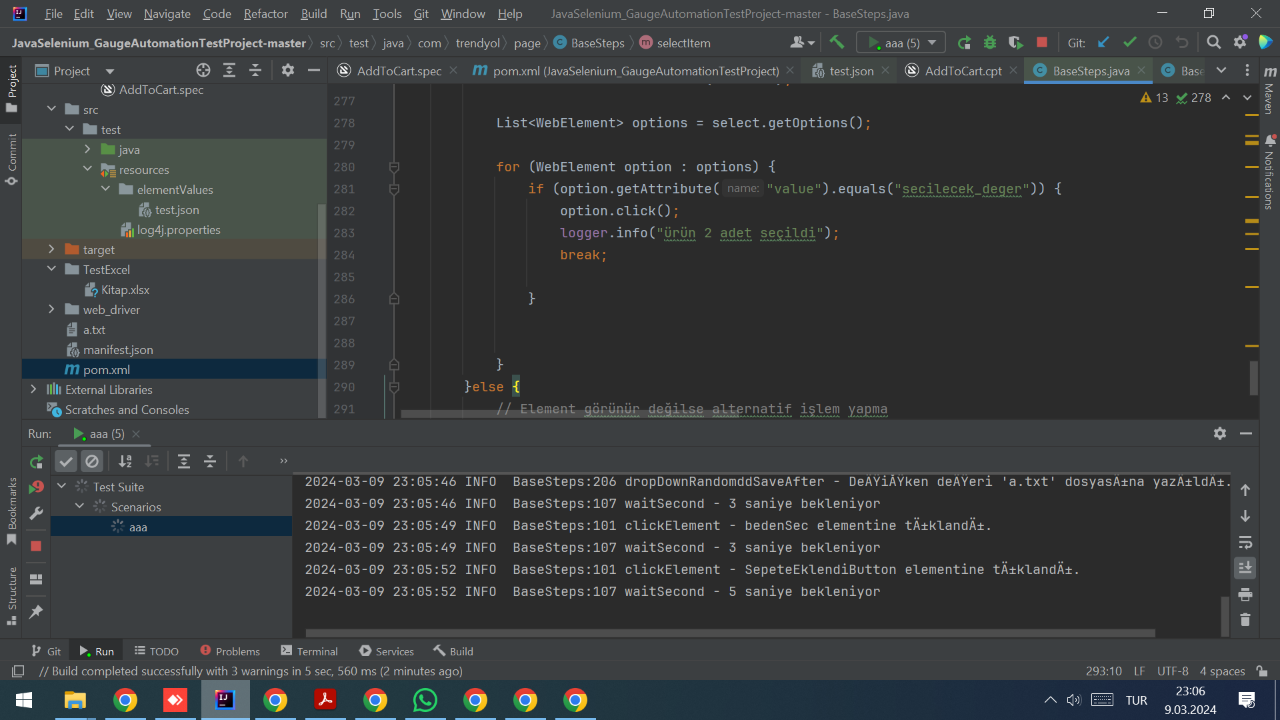 File Edit View Navigate Code Refactor Build Run Tools Git Window Help JavaSelenium_GaugeAutomationTestProject-master - BaseSteps.java
JavaSelenium_GaugeAutomationTestProject-master src test java com trendyol page BaseSteps selectItem aaa (5) Git:
Project AddToCart.spec pom.xml (JavaSelenium_GaugeAutomationTestProject) test.json AddToCart.cpt BaseSteps.java Base
Project
Commit
Bookmarks
Structure
AddToCart.spec
src
test
java
resources
elementValues
test.json
log4j.properties
target
TestExcel
Kitap.xlsx
web_driver
a.txt
manifest.json
pom.xml
External Libraries
Scratches and Consoles
13 278
277
278 List<WebElement> options = select.getOptions();
279
280 for (WebElement option : options) {
281 if (option.getAttribute( name: "value").equals("secilecek_deger")) {
282 option.click();
283 logger.info("ürün 2 adet seçildi");
284 break;
285
286 }
287
288
289 }
290 }else {
291 // Element görünür değilse alternatif işlem yapma
Maven
Notifications
Run: aaa (5)
Test Suite
Scenarios
aaa
2024-03-09 23:05:46 INFO BaseSteps:206 dropDownRandomddSaveAfter - DeÄŸiÅŸken deÄŸeri 'a.txt' dosyasÄ±na yazÄ±ldÄ±.
2024-03-09 23:05:46 INFO BaseSteps:107 waitSecond - 3 saniye bekleniyor
2024-03-09 23:05:49 INFO BaseSteps:101 clickElement - bedenSec elementine tÄ±klandÄ±.
2024-03-09 23:05:49 INFO BaseSteps:107 waitSecond - 3 saniye bekleniyor
2024-03-09 23:05:52 INFO BaseSteps:101 clickElement - SepeteEklendiButton elementine tÄ±klandÄ±.
2024-03-09 23:05:52 INFO BaseSteps:107 waitSecond - 5 saniye bekleniyor
Git Run TODO Problems Terminal Services Build
// Build completed successfully with 3 warnings in 5 sec, 560 ms (2 minutes ago) 293:10 LF UTF-8 4 spaces
TUR
23:06
9.03.2024